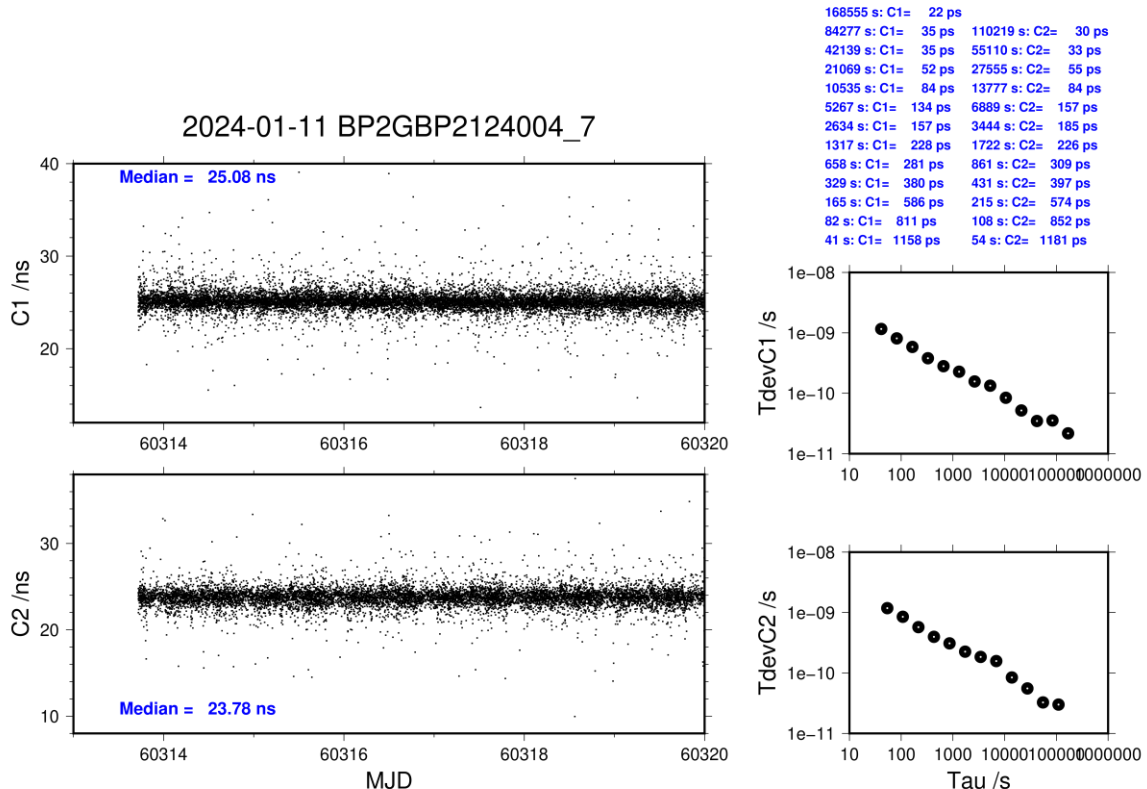 168555 s: C1= 22 ps
84277 s: C1= 35 ps 110219 s: C2= 30 ps
42139 s: C1= 35 ps 55110 s: C2= 33 ps
21069 s: C1= 52 ps 27555 s: C2= 55 ps
10535 s: C1= 84 ps 13777 s: C2= 84 ps
5267 s: C1= 134 ps 6889 s: C2= 157 ps
2634 s: C1= 157 ps 3444 s: C2= 185 ps
1317 s: C1= 228 ps 1722 s: C2= 226 ps
658 s: C1= 281 ps 861 s: C2= 309 ps
329 s: C1= 380 ps 431 s: C2= 397 ps
165 s: C1= 586 ps 215 s: C2= 574 ps
82 s: C1= 811 ps 108 s: C2= 852 ps
41 s: C1= 1158 ps 54 s: C2= 1181 ps
2024-01-11 BP2GBP2124004_7
Median = 25.08 ns
C1 /ns
40
30
20
60314 60316 60318 60320
TdevC1 /s
1e−08
1e−09
1e−10
1e−11
10 100 1000 10000 100000 1000000
C2 /ns
30
20
10
Median = 23.78 ns
60314 60316 60318 60320
MJD
TdevC2 /s
1e−08
1e−09
1e−10
1e−11
10 100 1000 10000 100000 1000000
Tau /s